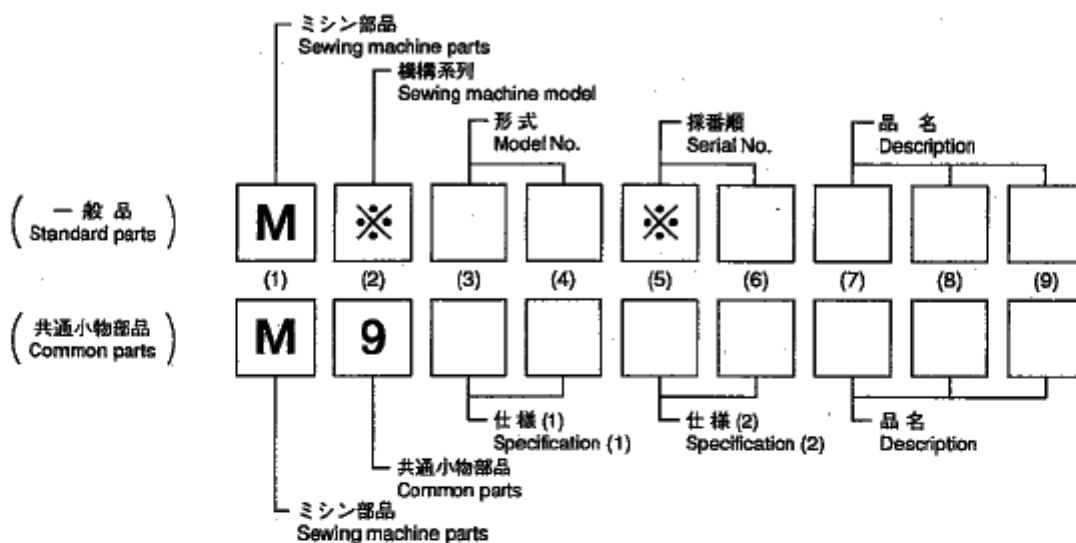 ミシン部品
Sewing machine parts
機構系列
Sewing machine model
形式
Model No.
採番順
Serial No.
品 名
Description
一般品
Standard parts
M ※ ※
(1) (2) (3) (4) (5) (6) (7) (8) (9)
共通小物部品
Common parts
M 9
仕様 (1)
Specification (1)
仕様 (2)
Specification (2)
品名
Description
共通小物部品
Common parts
ミシン部品
Sewing machine parts